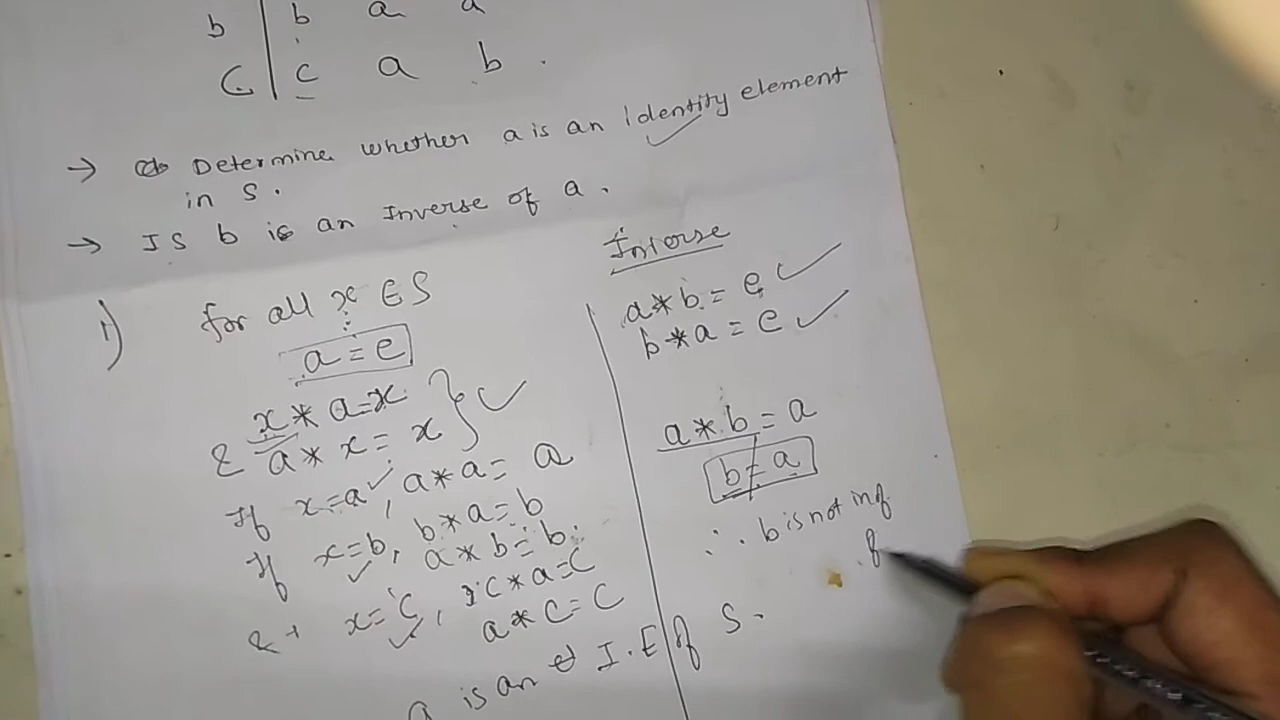 b | b a a
C | c a b .
→ Determine whether a is an identity element
in S .
→ IS b is an Inverse of a .
1) for all x ∈ S
a = e
x * a = x
& a * x = x
If x = a , a * a = a
If x = b , b * a = b
a * b = b .
& x = C , C * a = C
a * C = C
a is an I.E of S .
Inverse
a * b = e
b * a = e
a * b = a
b ≠ a
∴ b is not